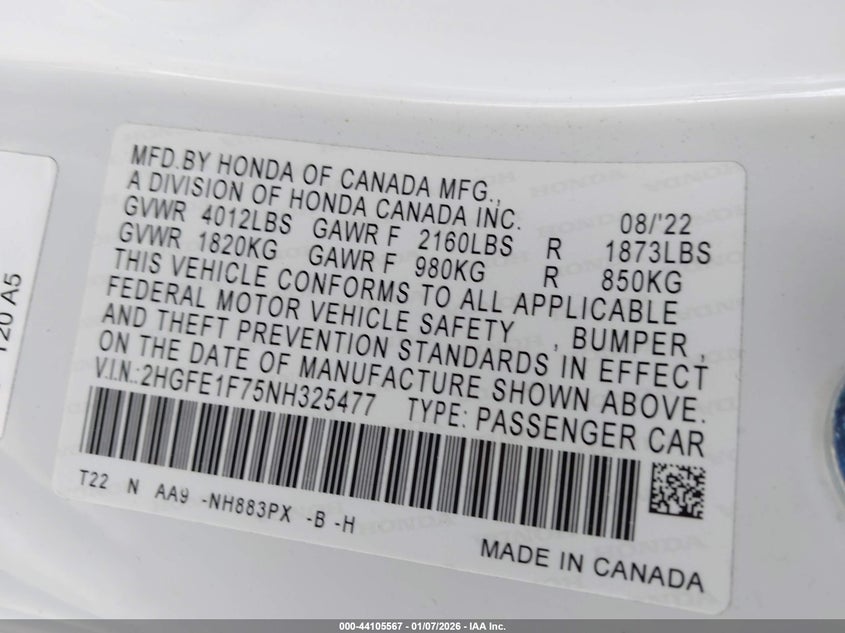 MFD.BY HONDA OF CANADA MFG.,
A DIVISION OF HONDA CANADA INC. 08/'22
GVWR 4012LBS GAWR F 2160LBS R 1873LBS
GVWR 1820KG GAWR F 980KG R 850KG
THIS VEHICLE CONFORMS TO ALL APPLICABLE
FEDERAL MOTOR VEHICLE SAFETY , BUMPER ,
AND THEFT PREVENTION STANDARDS IN EFFECT
ON THE DATE OF MANUFACTURE SHOWN ABOVE.
V.I.N.:2HGFE1F75NH325477 TYPE: PASSENGER CAR
T22 N AA9 -NH883PX -B -H
MADE IN CANADA
120 A5
000-44105567 - 01/07/2026 - IAA Inc.